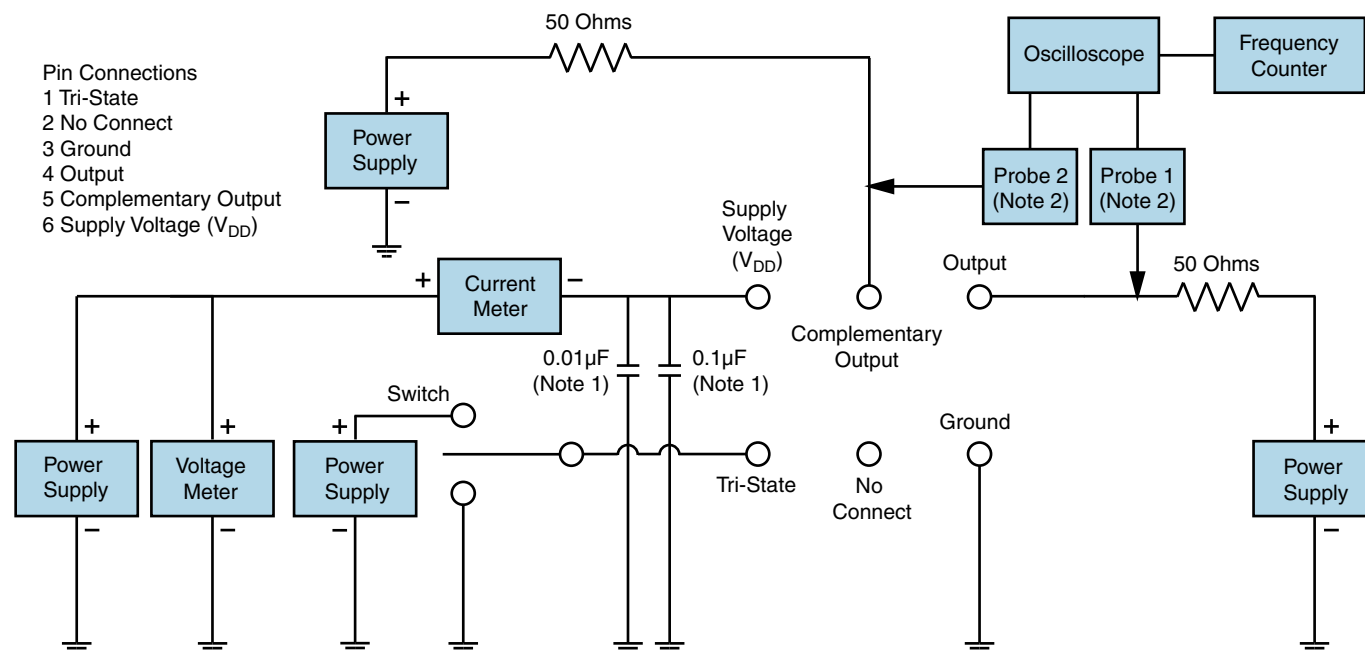 50 Ohms
Pin Connections
1 Tri-State
2 No Connect
3 Ground
4 Output
5 Complementary Output
6 Supply Voltage (VDD)
+
Power
Supply
−
Oscilloscope
Frequency
Counter
Probe 2
(Note 2)
Probe 1
(Note 2)
Supply
Voltage
(VDD)
Complementary
Output
Output
50 Ohms
+
Current
Meter
−
0.01µF
(Note 1)
0.1µF
(Note 1)
Switch
+
Power
Supply
−
+
Voltage
Meter
−
+
Power
Supply
−
Tri-State
No
Connect
Ground
+
Power
Supply
−